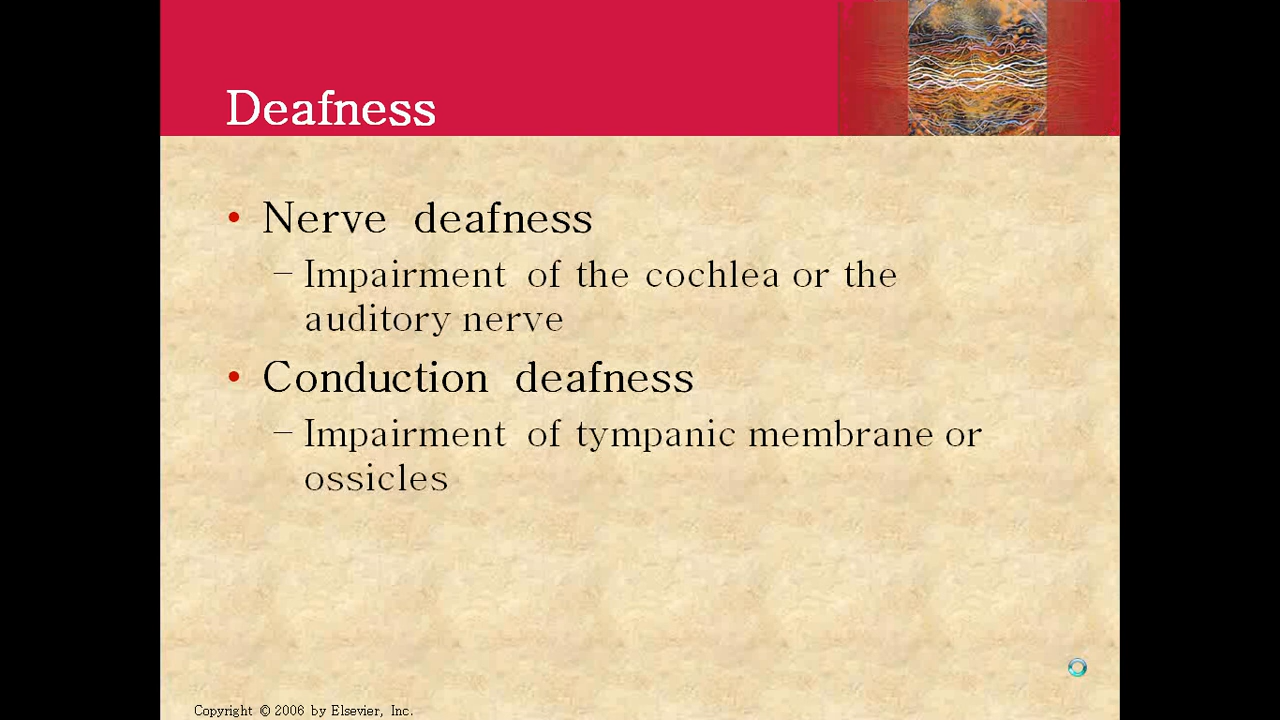 Deafness
• Nerve deafness
– Impairment of the cochlea or the
auditory nerve
• Conduction deafness
– Impairment of tympanic membrane or
ossicles
Copyright © 2006 by Elsevier, Inc.